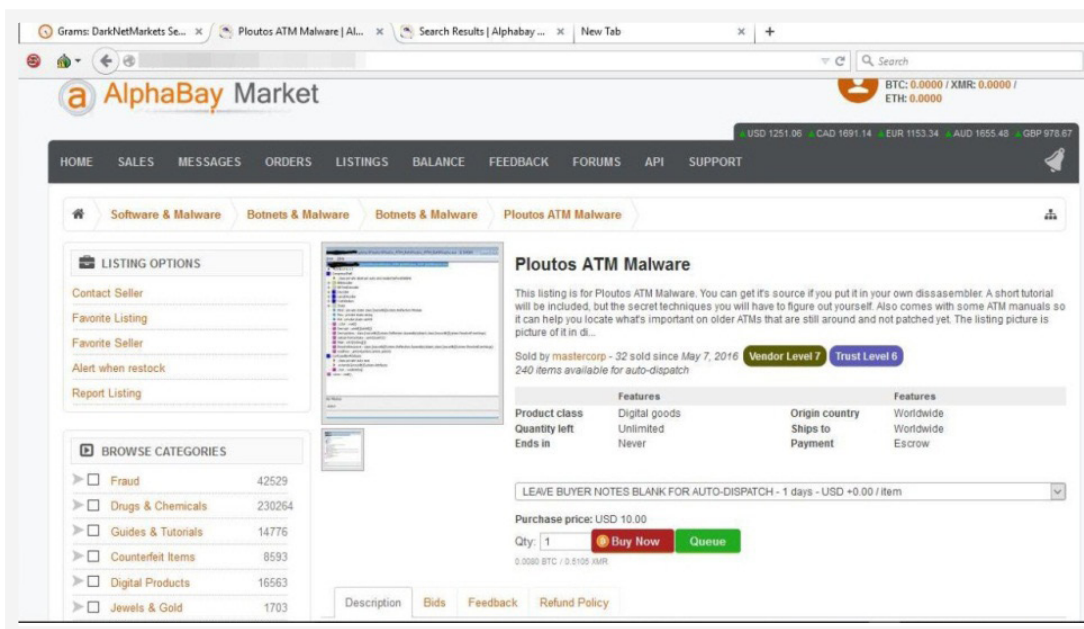 Grams: DarkNetMarkets Se... × Ploutos ATM Malware | Al... × Search Results | Alphabay ... × New Tab × +
Search
a AlphaBay Market
BTC: 0.0000 / XMR: 0.0000 /
ETH: 0.0000
USD 1251.06 CAD 1691.14 EUR 1153.34 AUD 1655.48 GBP 978.67
HOME SALES MESSAGES ORDERS LISTINGS BALANCE FEEDBACK FORUMS API SUPPORT
Software & Malware Botnets & Malware Botnets & Malware Ploutos ATM Malware
LISTING OPTIONS
Contact Seller
Favorite Listing
Favorite Seller
Alert when restock
Report Listing
BROWSE CATEGORIES
Fraud 42529
Drugs & Chemicals 230264
Guides & Tutorials 14776
Counterfeit Items 8593
Digital Products 16563
Jewels & Gold 1703
Ploutos ATM Malware
This listing is for Ploutos ATM Malware. You can get it's source if you put it in your own dissasembler. A short tutorial
will be included, but the secret techniques you will have to figure out yourself. Also comes with some ATM manuals so
it can help you locate what's important on older ATMs that are still around and not patched yet. The listing picture is
picture of it in di...
Sold by mastercorp - 32 sold since May 7, 2016 Vendor Level 7 Trust Level 6
240 items available for auto-dispatch
Features Features
Product class Digital goods Origin country Worldwide
Quantity left Unlimited Ships to Worldwide
Ends in Never Payment Escrow
LEAVE BUYER NOTES BLANK FOR AUTO-DISPATCH - 1 days - USD +0.00 / item
Purchase price: USD 10.00
Qty: 1 Buy Now Queue
0.0080 BTC / 0.5105 XMR
Description Bids Feedback Refund Policy